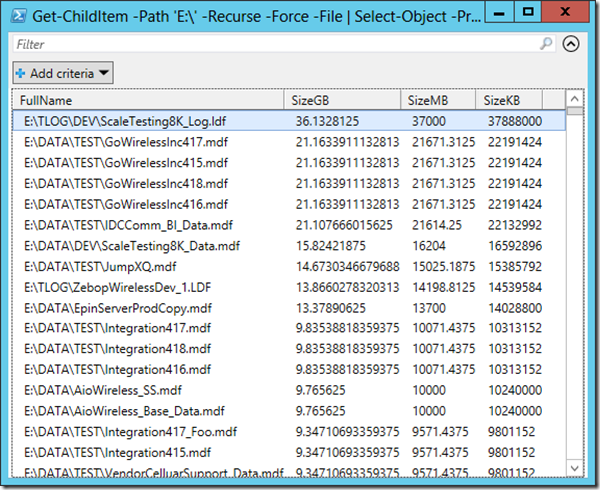 Get-ChildItem -Path 'E:\' -Recurse -Force -File | Select-Object -Pr...
Filter
Add criteria
FullName SizeGB SizeMB SizeKB
E:\TLOG\DEV\ScaleTesting8K_Log.ldf 36.1328125 37000 37888000
E:\DATA\TEST\GoWirelessInc417.mdf 21.1633911132813 21671.3125 22191424
E:\DATA\TEST\GoWirelessInc415.mdf 21.1633911132813 21671.3125 22191424
E:\DATA\TEST\GoWirelessInc418.mdf 21.1633911132813 21671.3125 22191424
E:\DATA\TEST\GoWirelessInc416.mdf 21.1633911132813 21671.3125 22191424
E:\DATA\TEST\IDCComm_BI_Data.mdf 21.107666015625 21614.25 22132992
E:\DATA\DEV\ScaleTesting8K_Data.mdf 15.82421875 16204 16592896
E:\DATA\TEST\JumpXQ.mdf 14.6730346679688 15025.1875 15385792
E:\TLOG\ZebopWirelessDev_1.LDF 13.8660278320313 14198.8125 14539584
E:\DATA\EpinServerProdCopy.mdf 13.37890625 13700 14028800
E:\DATA\TEST\Integration417.mdf 9.83538818359375 10071.4375 10313152
E:\DATA\TEST\Integration418.mdf 9.83538818359375 10071.4375 10313152
E:\DATA\TEST\Integration416.mdf 9.83538818359375 10071.4375 10313152
E:\DATA\AioWireless_SS.mdf 9.765625 10000 10240000
E:\DATA\AioWireless_Base_Data.mdf 9.765625 10000 10240000
E:\DATA\TEST\Integration417_Foo.mdf 9.34710693359375 9571.4375 9801152
E:\DATA\TEST\Integration415.mdf 9.34710693359375 9571.4375 9801152
E:\DATA\TEST\VendorCelluarSupport_Data.mdf 9.34710693359375 9571.4375 9801152